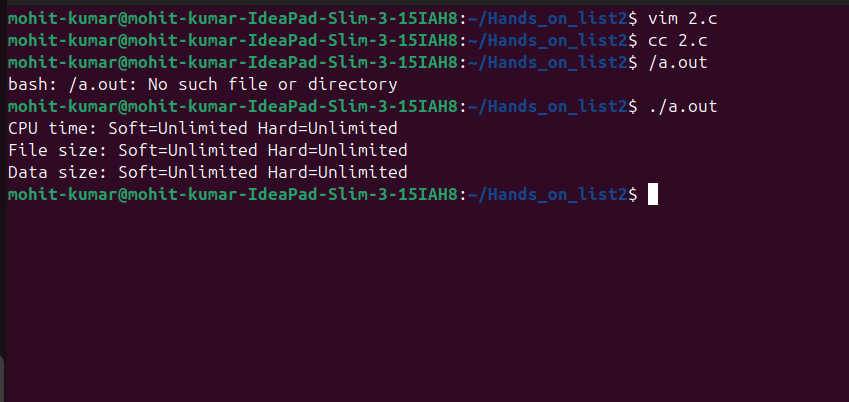 mohit-kumar@mohit-kumar-IdeaPad-Slim-3-15IAH8:~/Hands_on_list2$ vim 2.c
mohit-kumar@mohit-kumar-IdeaPad-Slim-3-15IAH8:~/Hands_on_list2$ cc 2.c
mohit-kumar@mohit-kumar-IdeaPad-Slim-3-15IAH8:~/Hands_on_list2$ /a.out
bash: /a.out: No such file or directory
mohit-kumar@mohit-kumar-IdeaPad-Slim-3-15IAH8:~/Hands_on_list2$ ./a.out
CPU time: Soft=Unlimited Hard=Unlimited
File size: Soft=Unlimited Hard=Unlimited
Data size: Soft=Unlimited Hard=Unlimited
mohit-kumar@mohit-kumar-IdeaPad-Slim-3-15IAH8:~/Hands_on_list2$